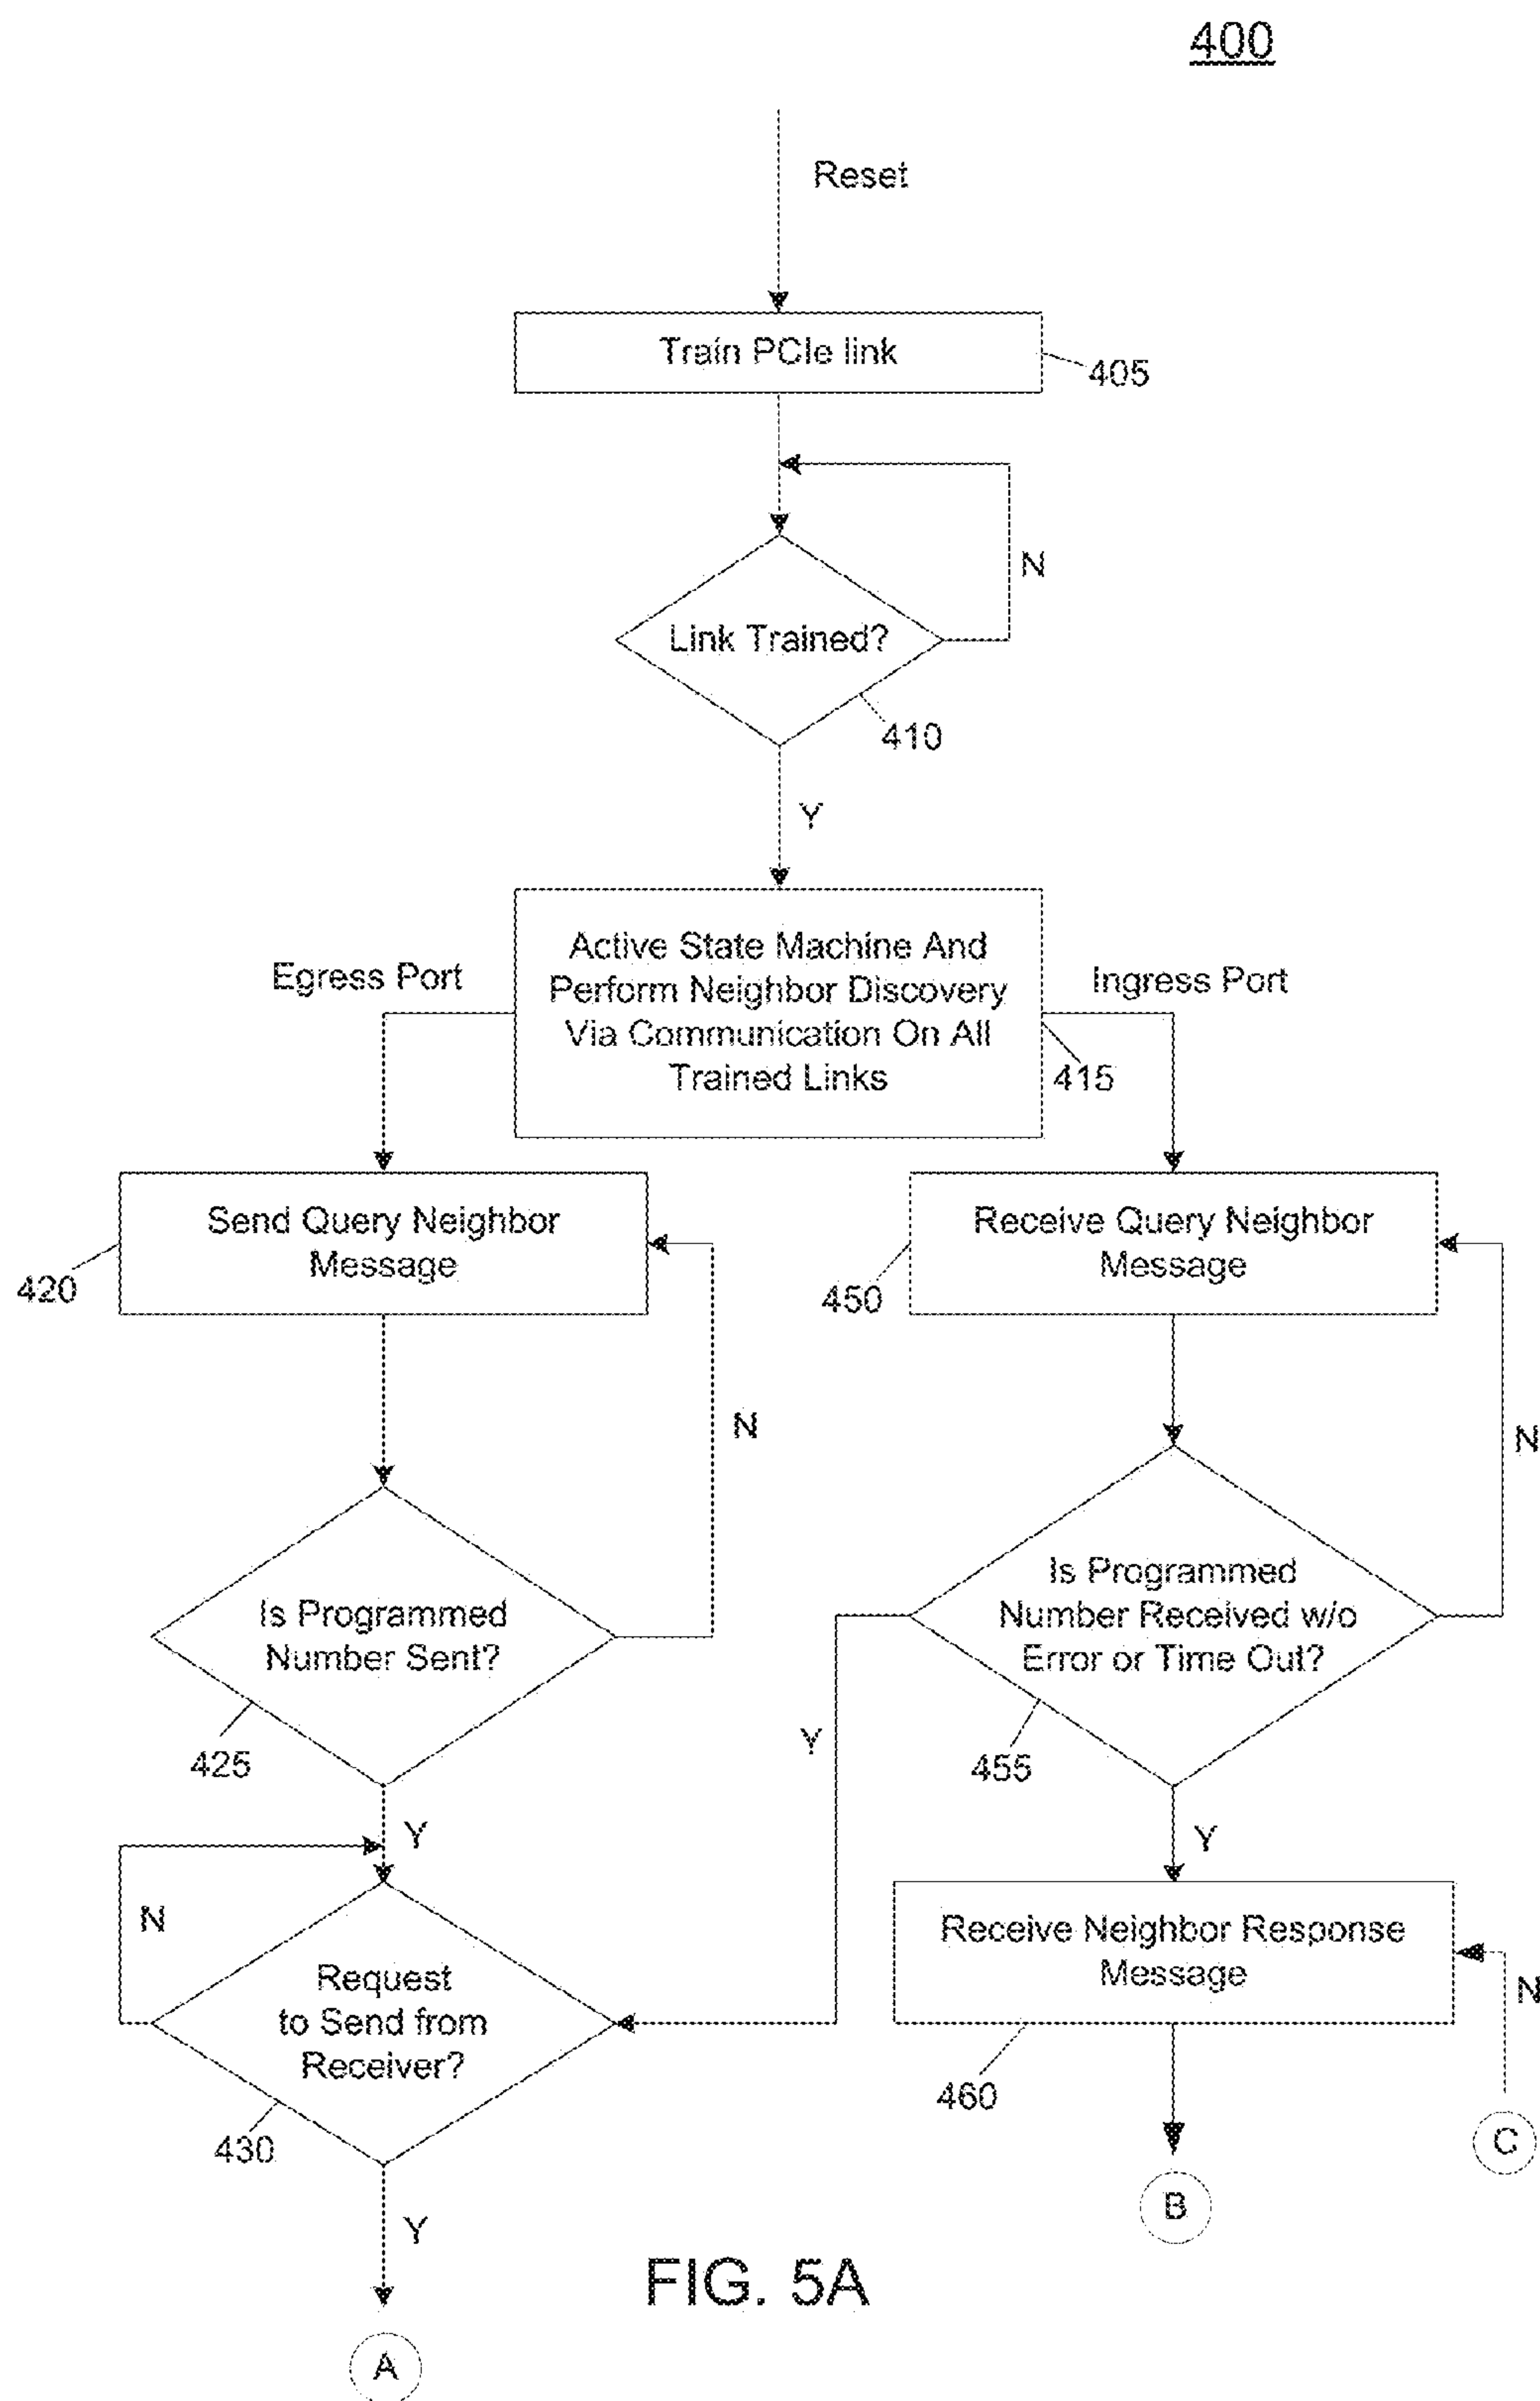 400
Reset
Train PCIe link
405
N
Link Trained?
410
Y
Egress Port
Active State Machine And
Perform Neighbor Discovery
Via Communication On All
Trained Links
Ingress Port
415
Send Query Neighbor
Message
420
Receive Query Neighbor
Message
450
N
N
Is Programmed
Number Sent?
425
Is Programmed
Number Received w/o
Error or Time Out?
455
Y
Y
Y
N
Request
to Send from
Receiver?
430
Receive Neighbor Response
Message
460
N
C
B
Y
A
FIG. 5A